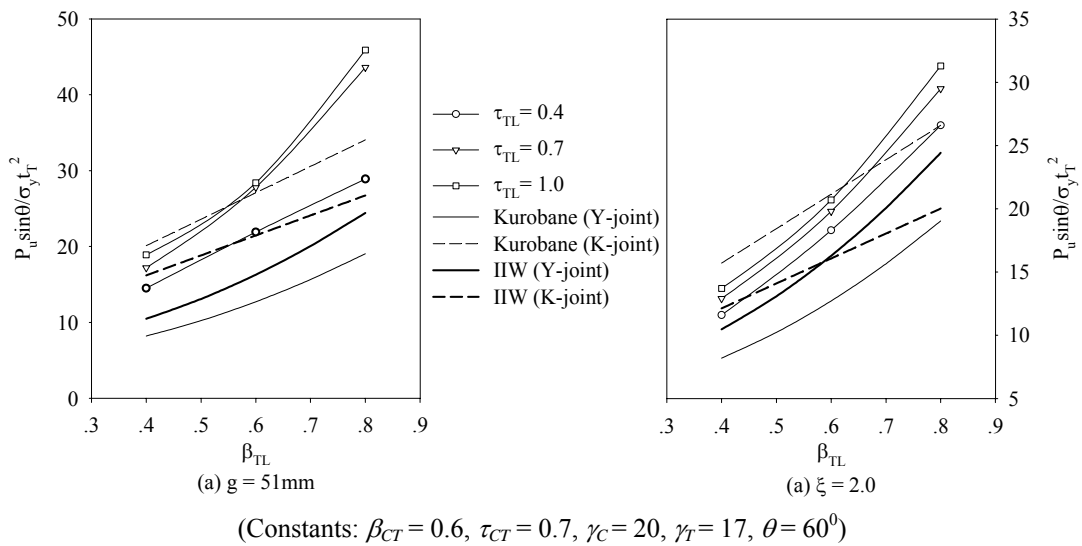 50
40
30
20
10
0
P_u sinθ/σ_y t_T^2
.3 .4 .5 .6 .7 .8 .9
β_TL
(a) g = 51mm
τ_TL = 0.4
τ_TL = 0.7
τ_TL = 1.0
Kurobane (Y-joint)
Kurobane (K-joint)
IIW (Y-joint)
IIW (K-joint)
35
30
25
20
15
10
5
P_u sinθ/σ_y t_T^2
.3 .4 .5 .6 .7 .8 .9
β_TL
(a) ξ = 2.0
(Constants: β_CT = 0.6, τ_CT = 0.7, γ_C = 20, γ_T = 17, θ = 60^0)